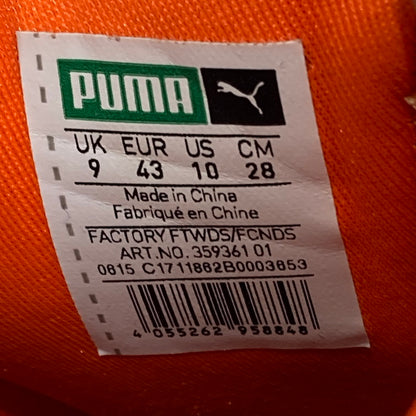 PUMA
UK EUR US CM
9 43 10 28
Made in China
Fabriqué en Chine
FACTORY FTWDS/FCNDS
ART.NO. 359361 01
0815 C1711882B0003853
4 055262 958848